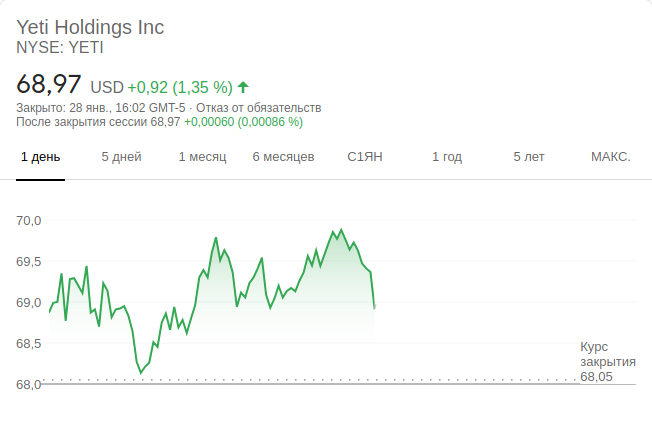 Yeti Holdings Inc
NYSE: YETI
68,97 USD +0,92 (1,35 %)
Закрыто: 28 янв., 16:02 GMT-5 · Отказ от обязательств
После закрытия сессии 68,97 +0,00060 (0,00086 %)
1 день 5 дней 1 месяц 6 месяцев С1ЯН 1 год 5 лет МАКС.
70,0
69,5
69,0
68,5
68,0
Курс
закрытия
68,05